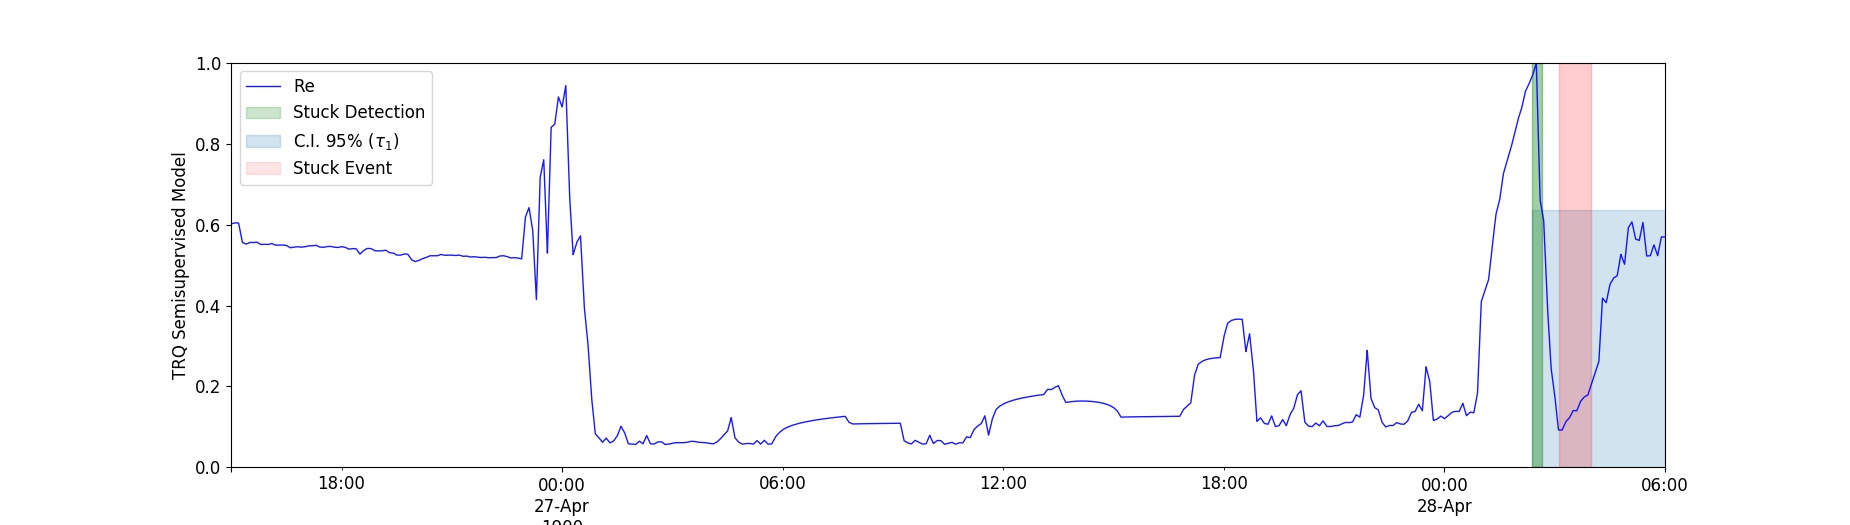 1.0
0.8
0.6
0.4
0.2
0.0
TRQ Semisupervised Model
Re
Stuck Detection
C.I. 95% (τ₁)
Stuck Event
18:00
00:00
27-Apr
1900
06:00
12:00
18:00
00:00
28-Apr
06:00